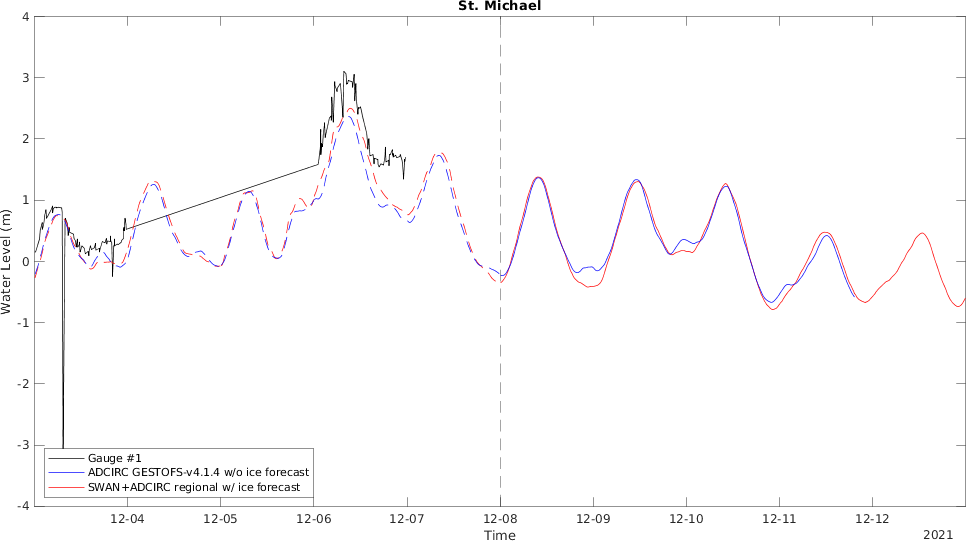 St. Michael
4
3
2
1
0
-1
-2
-3
-4
Water Level (m)
Gauge #1
ADCIRC GESTOFS-v4.1.4 w/o ice forecast
SWAN+ADCIRC regional w/ ice forecast
12-04 12-05 12-06 12-07 12-08 12-09 12-10 12-11 12-12
Time
2021